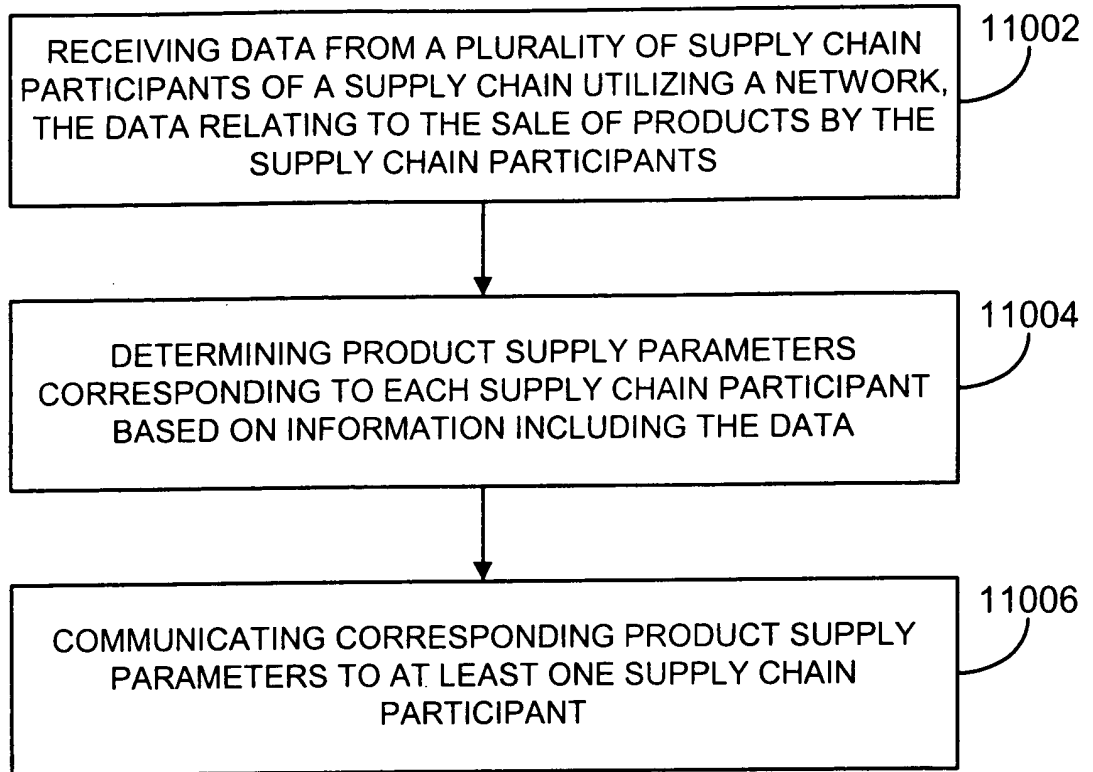 RECEIVING DATA FROM A PLURALITY OF SUPPLY CHAIN
PARTICIPANTS OF A SUPPLY CHAIN UTILIZING A NETWORK,
THE DATA RELATING TO THE SALE OF PRODUCTS BY THE
SUPPLY CHAIN PARTICIPANTS
11002
DETERMINING PRODUCT SUPPLY PARAMETERS
CORRESPONDING TO EACH SUPPLY CHAIN PARTICIPANT
BASED ON INFORMATION INCLUDING THE DATA
11004
COMMUNICATING CORRESPONDING PRODUCT SUPPLY
PARAMETERS TO AT LEAST ONE SUPPLY CHAIN
PARTICIPANT
11006